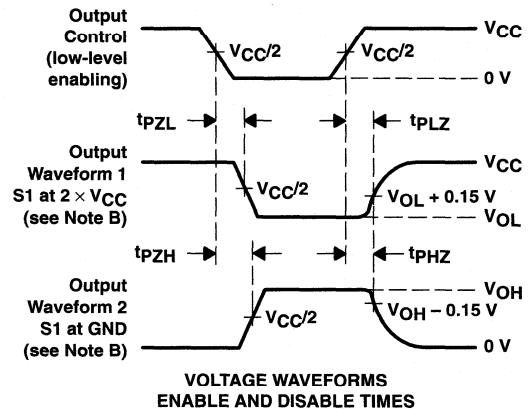 Output
Control
(low-level
enabling)
VCC/2
VCC/2
VCC
0 V
tPZL
tPLZ
Output
Waveform 1
S1 at 2 × VCC
(see Note B)
VCC/2
VCC
VOL + 0.15 V
VOL
tPZH
tPHZ
Output
Waveform 2
S1 at GND
(see Note B)
VCC/2
VOH
VOH − 0.15 V
0 V
VOLTAGE WAVEFORMS
ENABLE AND DISABLE TIMES